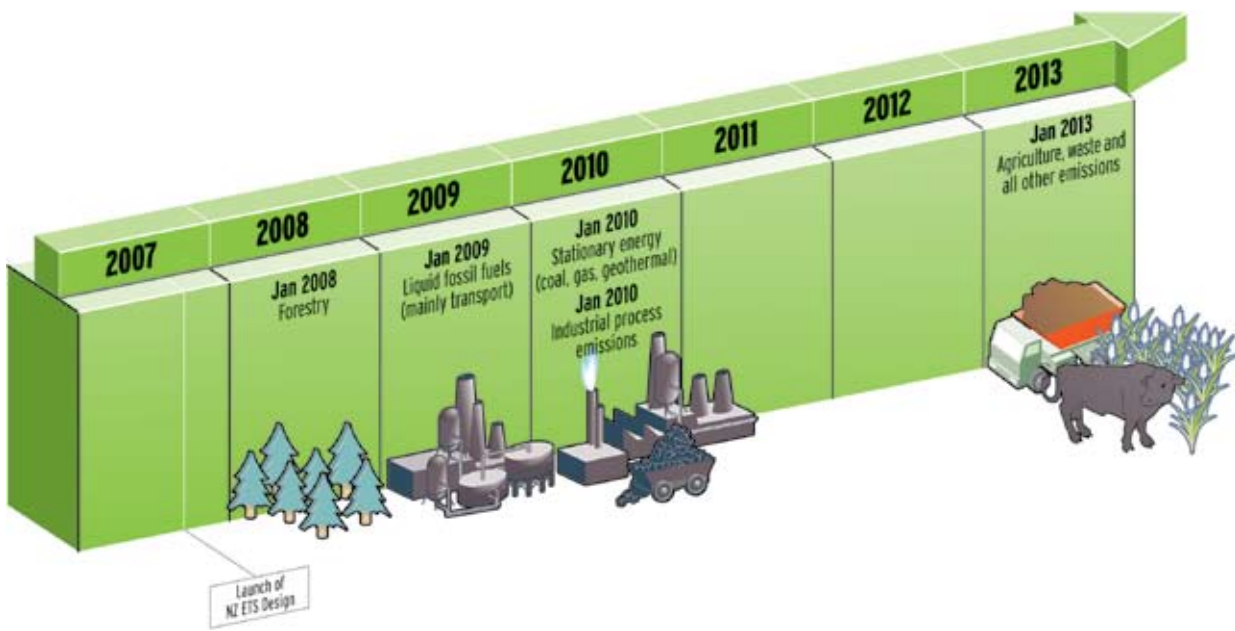 2007
2008
2009
2010
2011
2012
2013
Jan 2008
Forestry
Jan 2009
Liquid fossil fuels
(mainly transport)
Jan 2010
Stationary energy
(coal, gas, geothermal)
Jan 2010
Industrial process
emissions
Jan 2013
Agriculture, waste and
all other emissions
Launch of
NZ ETS Design